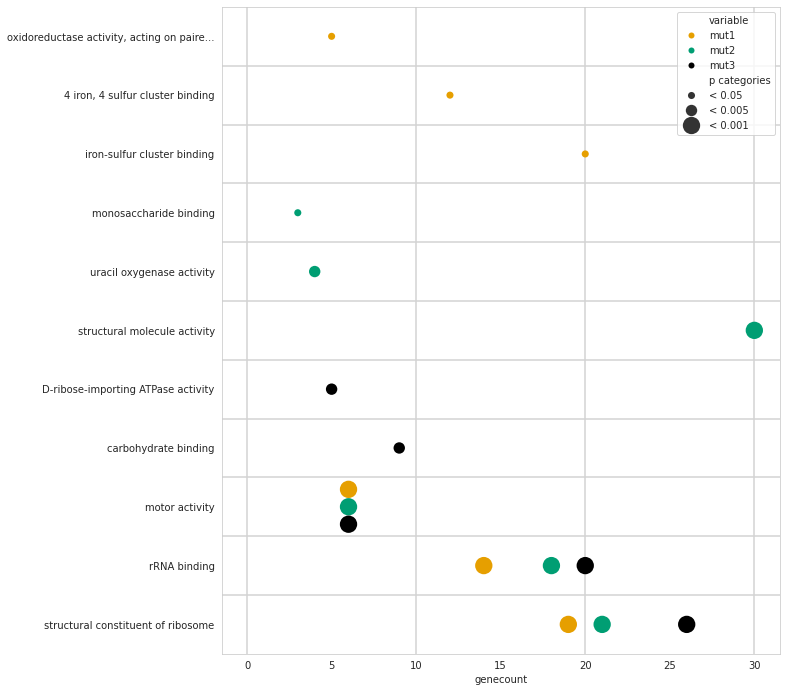 variable
mut1
mut2
mut3
p categories
< 0.05
< 0.005
< 0.001
oxidoreductase activity, acting on paire...
4 iron, 4 sulfur cluster binding
iron-sulfur cluster binding
monosaccharide binding
uracil oxygenase activity
structural molecule activity
D-ribose-importing ATPase activity
carbohydrate binding
motor activity
rRNA binding
structural constituent of ribosome
0 5 10 15 20 25 30
genecount